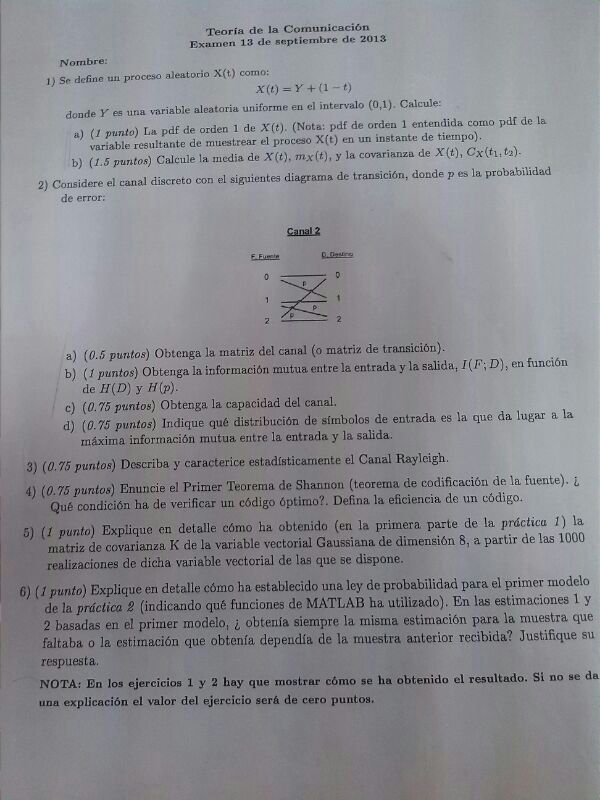 Teoría de la Comunicación
Examen 13 de septiembre de 2013
Nombre:
1) Se define un proceso aleatorio X(t) como:
X(t) = Y + (1 − t)
donde Y es una variable aleatoria uniforme en el intervalo (0,1). Calcule:
a) (1 punto) La pdf de orden 1 de X(t). (Nota: pdf de orden 1 entendida como pdf de la
variable resultante de muestrear el proceso X(t) en un instante de tiempo).
b) (1.5 puntos) Calcule la media de X(t), m_X(t), y la covarianza de X(t), C_X(t₁,t₂).
2) Considere el canal discreto con el siguientes diagrama de transición, donde p es la probabilidad
de error:
Canal 2
F. Fuente D. Destino
0 0
p
1 1
p
p
2 2
a) (0.5 puntos) Obtenga la matriz del canal (o matriz de transición).
b) (1 puntos) Obtenga la información mutua entre la entrada y la salida, I(F; D), en función
de H(D) y H(p).
c) (0.75 puntos) Obtenga la capacidad del canal.
d) (0.75 puntos) Indique qué distribución de símbolos de entrada es la que da lugar a la
máxima información mutua entre la entrada y la salida.
3) (0.75 puntos) Describa y caracterice estadísticamente el Canal Rayleigh.
4) (0.75 puntos) Enuncie el Primer Teorema de Shannon (teorema de codificación de la fuente). ¿
Qué condición ha de verificar un código óptimo?. Defina la eficiencia de un código.
5) (1 punto) Explique en detalle cómo ha obtenido (en la primera parte de la práctica 1) la
matriz de covarianza K de la variable vectorial Gaussiana de dimensión 8, a partir de las 1000
realizaciones de dicha variable vectorial de las que se dispone.
6) (1 punto) Explique en detalle cómo ha establecido una ley de probabilidad para el primer modelo
de la práctica 2 (indicando qué funciones de MATLAB ha utilizado). En las estimaciones 1 y
2 basadas en el primer modelo, ¿ obtenía siempre la misma estimación para la muestra que
faltaba o la estimación que obtenía dependía de la muestra anterior recibida? Justifique su
respuesta.
NOTA: En los ejercicios 1 y 2 hay que mostrar cómo se ha obtenido el resultado. Si no se da
una explicación el valor del ejercicio será de cero puntos.